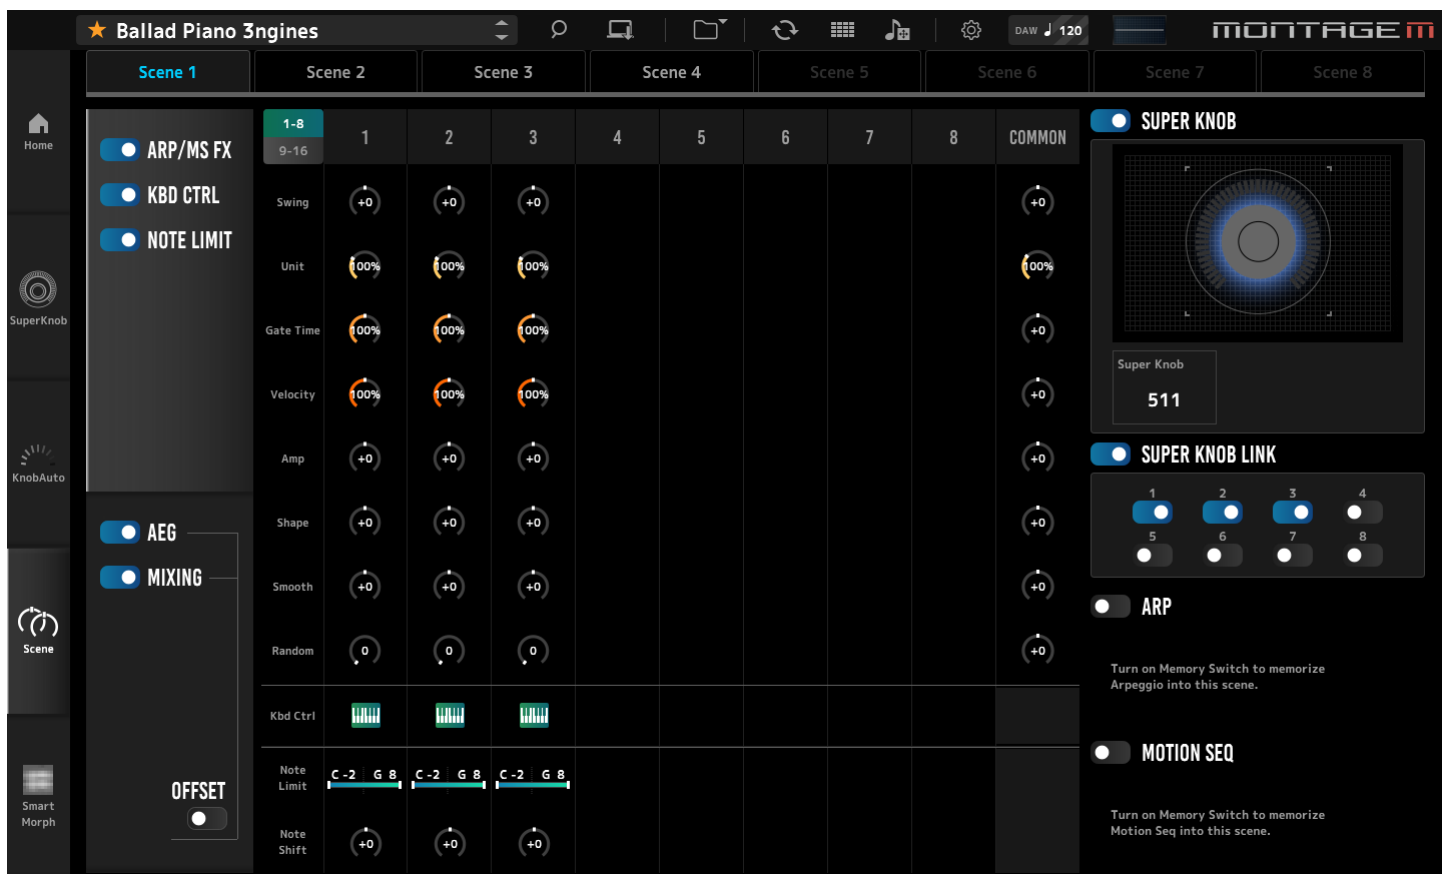 Ballad Piano 3ngines
DAW 120
MONTAGE M
Scene 1 Scene 2 Scene 3 Scene 4 Scene 5 Scene 6 Scene 7 Scene 8
Home
SuperKnob
KnobAuto
Scene
Smart
Morph
ARP/MS FX
KBD CTRL
NOTE LIMIT
AEG
MIXING
OFFSET
1-8
9-16
1 2 3 4 5 6 7 8 COMMON
Swing +0 +0 +0 +0
Unit 100% 100% 100% 100%
Gate Time 100% 100% 100% +0
Velocity 100% 100% 100% +0
Amp +0 +0 +0 +0
Shape +0 +0 +0 +0
Smooth +0 +0 +0 +0
Random 0 0 0 +0
Kbd Ctrl
Note
Limit
C -2 G 8 C -2 G 8 C -2 G 8
Note
Shift
+0 +0 +0
SUPER KNOB
Super Knob
511
SUPER KNOB LINK
1 2 3 4
5 6 7 8
ARP
Turn on Memory Switch to memorize
Arpeggio into this scene.
MOTION SEQ
Turn on Memory Switch to memorize
Motion Seq into this scene.